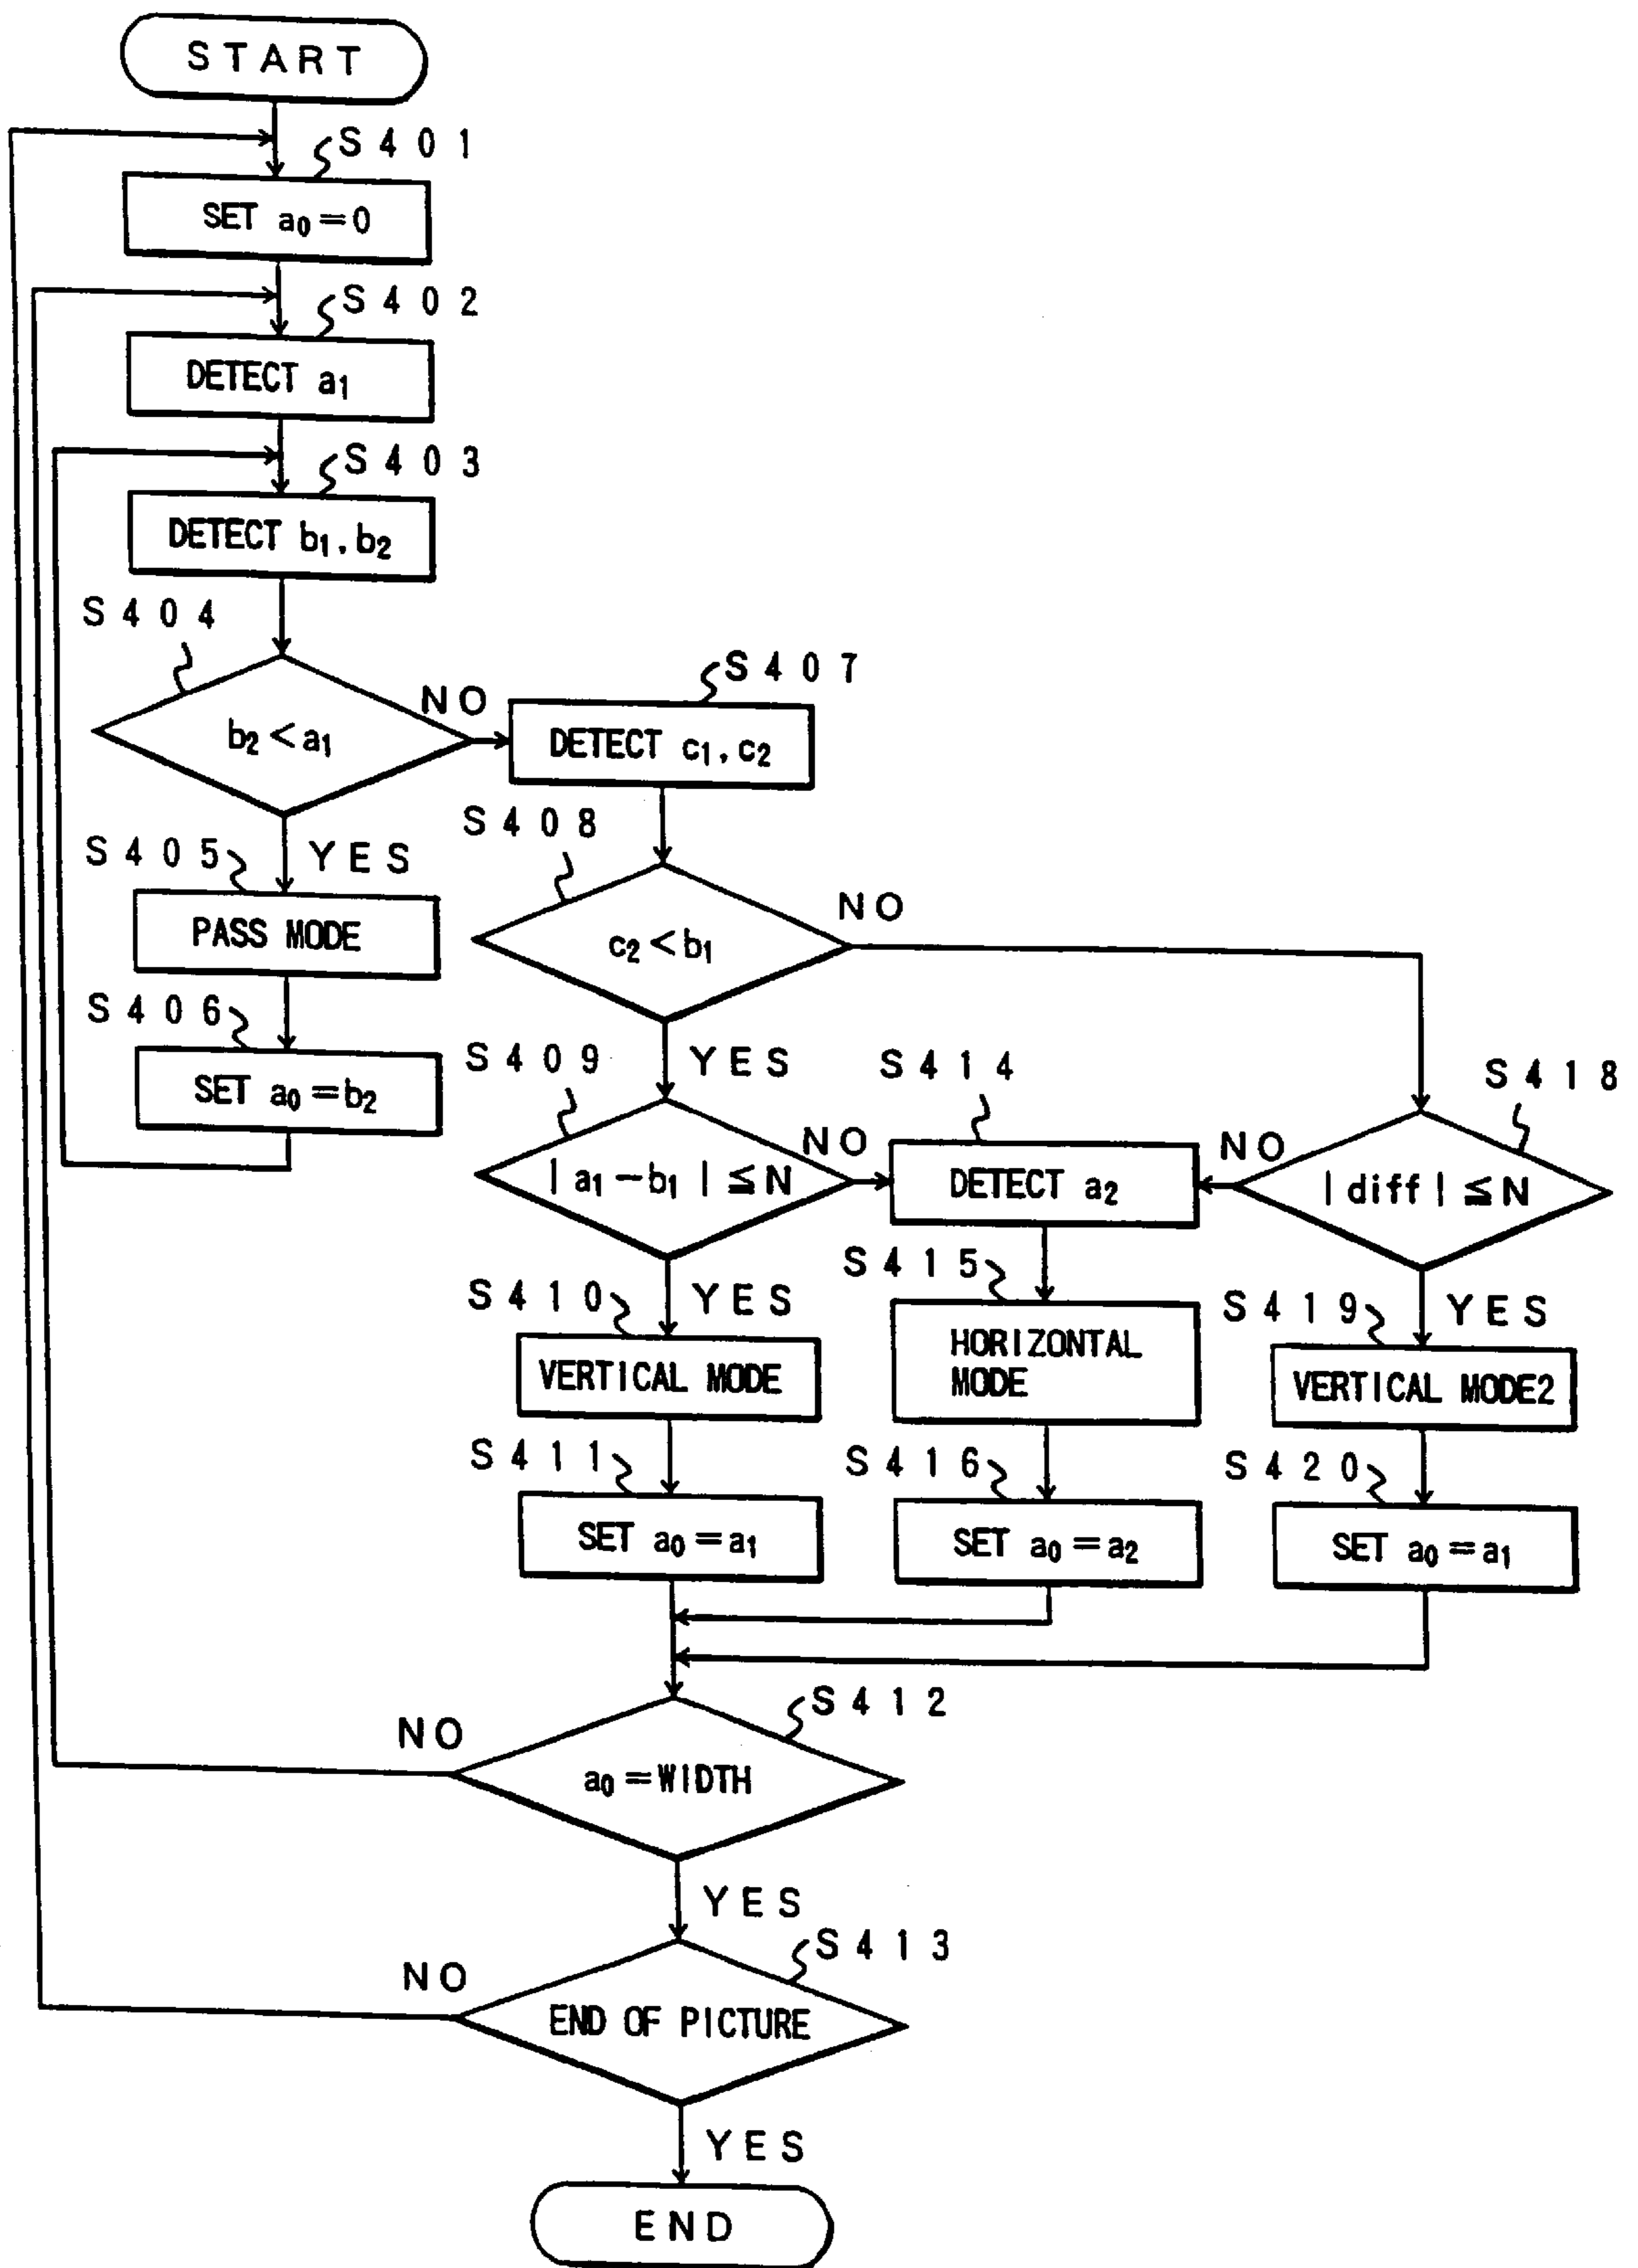 START
S401
SET a₀=0
S402
DETECT a₁
S403
DETECT b₁, b₂
S404
b₂<a₁
NO
S407
DETECT c₁, c₂
YES
S405
PASS MODE
S406
SET a₀=b₂
S408
c₂<b₁
NO
YES
S409
|a₁-b₁|≦N
NO
S414
DETECT a₂
NO
S418
|diff|≦N
YES
S410
VERTICAL MODE
S415
HORIZONTAL
MODE
YES
S419
VERTICAL MODE2
S411
SET a₀=a₁
S416
SET a₀=a₂
S420
SET a₀=a₁
S412
NO
a₀=WIDTH
YES
S413
NO
END OF PICTURE
YES
END